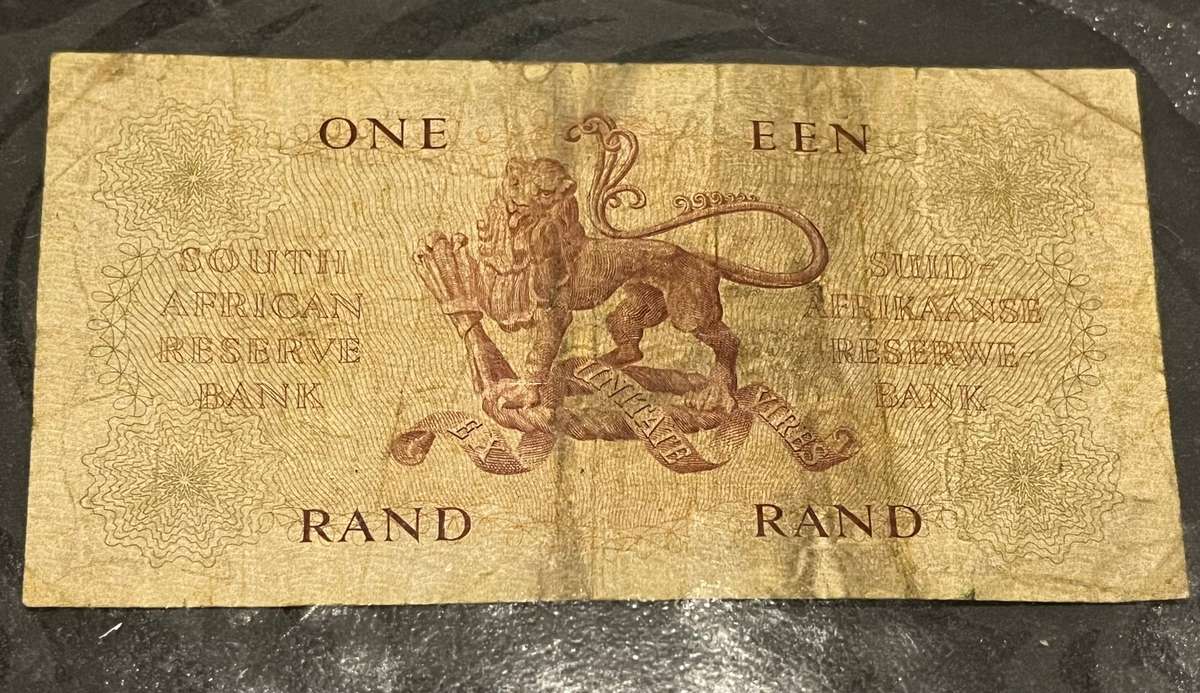 ONE EEN
SOUTH
AFRICAN
RESERVE
BANK
SUID-
AFRIKAANSE
RESERWE-
BANK
EX UNITATE VIRES
RAND RAND